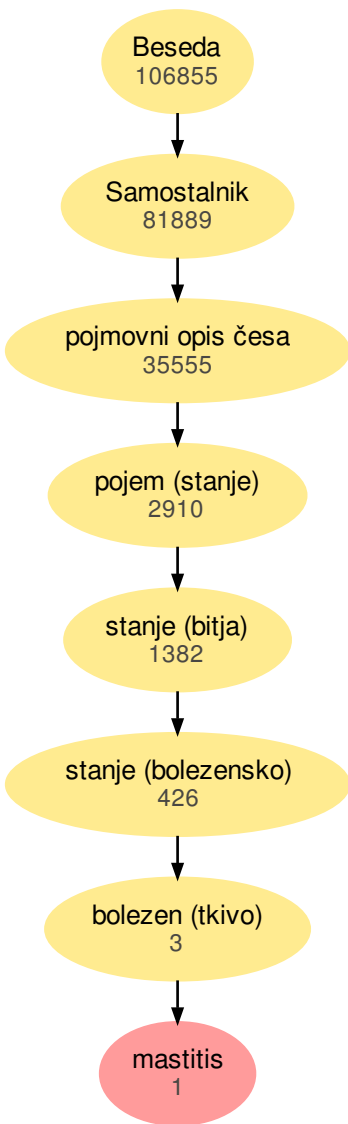 Beseda
106855
Samostalnik
81889
pojmovni opis česa
35555
pojem (stanje)
2910
stanje (bitja)
1382
stanje (bolezensko)
426
bolezen (tkivo)
3
mastitis
1